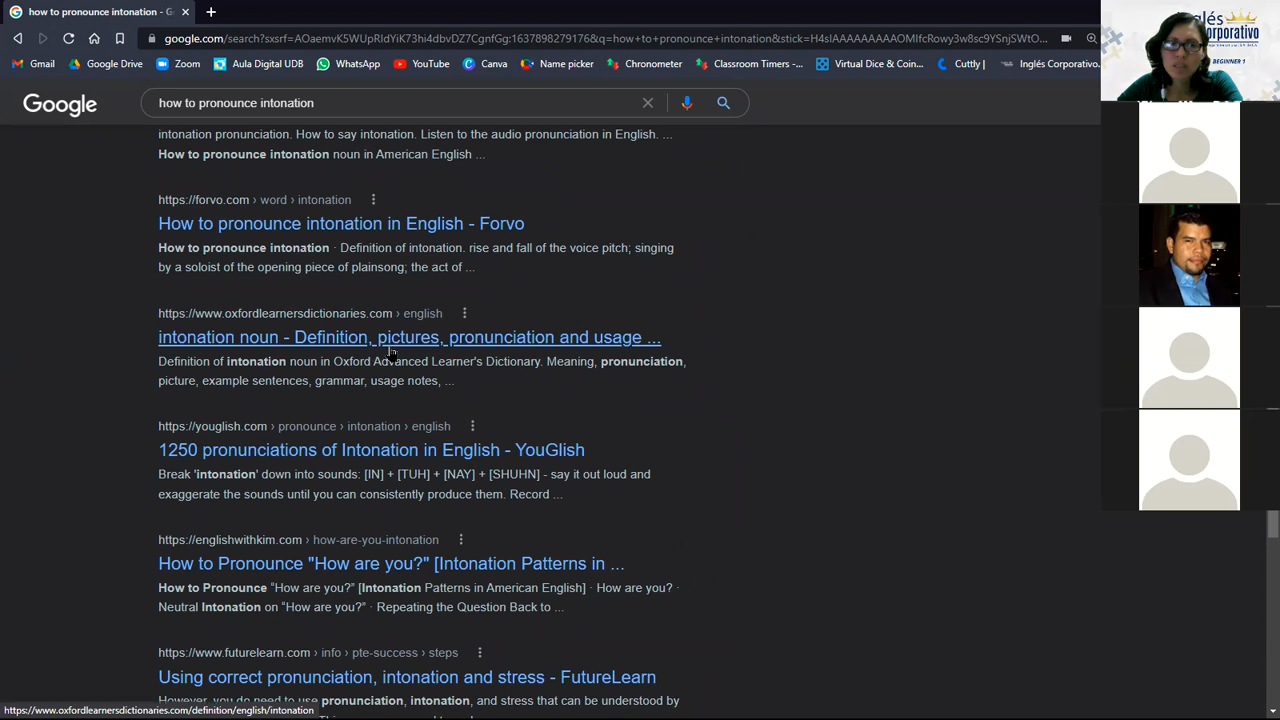 how to pronounce intonation - G
google.com/search?sxsrf=AOaemvK5WUpRIdYiK73hi4dbvDZ7CgnfGg:1637858279176&q=how+to+pronounce+intonation&stick=H4sIAAAAAAAAAOMIfcRowy3w8sc9YSnjSWtO...
Gmail
Google Drive
Zoom
Aula Digital UDB
WhatsApp
YouTube
Canva
Name picker
Chronometer
Classroom Timers -...
Virtual Dice & Coin...
Cuttly |
Inglés Corporativo.
Google
how to pronounce intonation
intonation pronunciation. How to say intonation. Listen to the audio pronunciation in English. ...
How to pronounce intonation noun in American English ...
https://forvo.com › word › intonation
How to pronounce intonation in English - Forvo
How to pronounce intonation · Definition of intonation. rise and fall of the voice pitch; singing
by a soloist of the opening piece of plainsong; the act of ...
https://www.oxfordlearnersdictionaries.com › english
intonation noun - Definition, pictures, pronunciation and usage ...
Definition of intonation noun in Oxford Advanced Learner's Dictionary. Meaning, pronunciation,
picture, example sentences, grammar, usage notes, ...
https://youglish.com › pronounce › intonation › english
1250 pronunciations of Intonation in English - YouGlish
Break 'intonation' down into sounds: [IN] + [TUH] + [NAY] + [SHUHN] - say it out loud and
exaggerate the sounds until you can consistently produce them. Record ...
https://englishwithkim.com › how-are-you-intonation
How to Pronounce "How are you?" [Intonation Patterns in ...
How to Pronounce “How are you?” [Intonation Patterns in American English] · How are you? ·
Neutral Intonation on “How are you?” · Repeating the Question Back to ...
https://www.futurelearn.com › info › pte-success › steps
Using correct pronunciation, intonation and stress - FutureLearn
However, you do need to use pronunciation, intonation, and stress that can be understood by
https://www.oxfordlearnersdictionaries.com/definition/english/intonation
BEGINNER 1